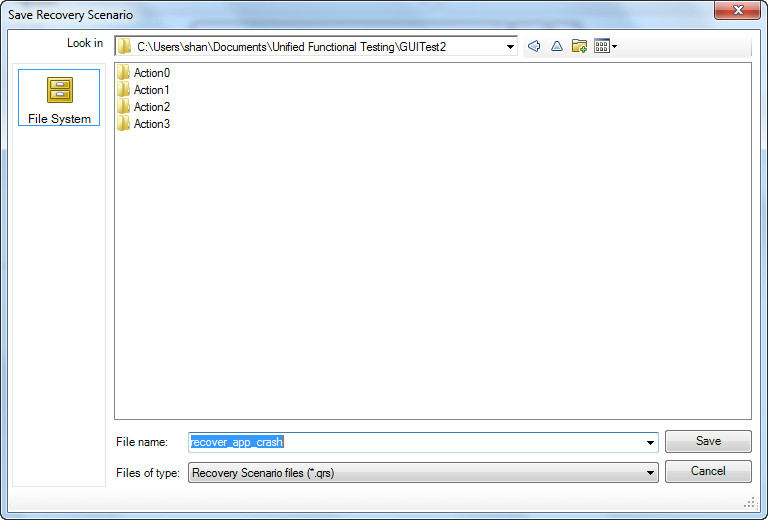 Save Recovery Scenario
Look in
C:\Users\shan\Documents\Unified Functional Testing\GUITest2
File System
Action0
Action1
Action2
Action3
File name:
recover_app_crash
Save
Files of type:
Recovery Scenario files (*.qrs)
Cancel